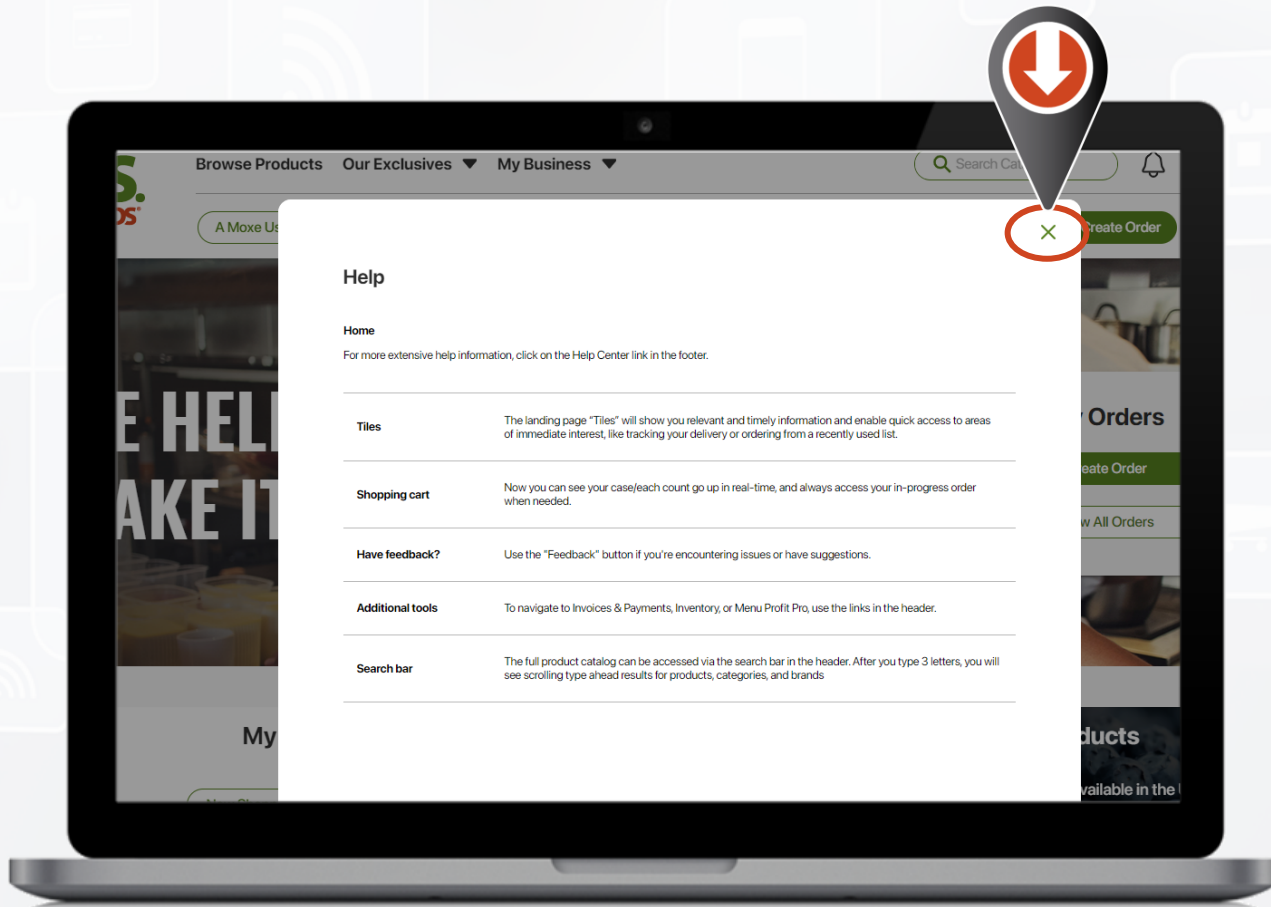 S.
DS®
Browse Products Our Exclusives My Business
Search Cat
A Moxe Us
Create Order
Help
Home
For more extensive help information, click on the Help Center link in the footer.
Tiles
The landing page “Tiles” will show you relevant and timely information and enable quick access to areas
of immediate interest, like tracking your delivery or ordering from a recently used list.
Shopping cart
Now you can see your case/each count go up in real-time, and always access your in-progress order
when needed.
Have feedback?
Use the "Feedback" button if you're encountering issues or have suggestions.
Additional tools
To navigate to Invoices & Payments, Inventory, or Menu Profit Pro, use the links in the header.
Search bar
The full product catalog can be accessed via the search bar in the header. After you type 3 letters, you will
see scrolling type ahead results for products, categories, and brands
E HEL
AKE IT
Orders
eate Order
w All Orders
My
ducts
vailable in the